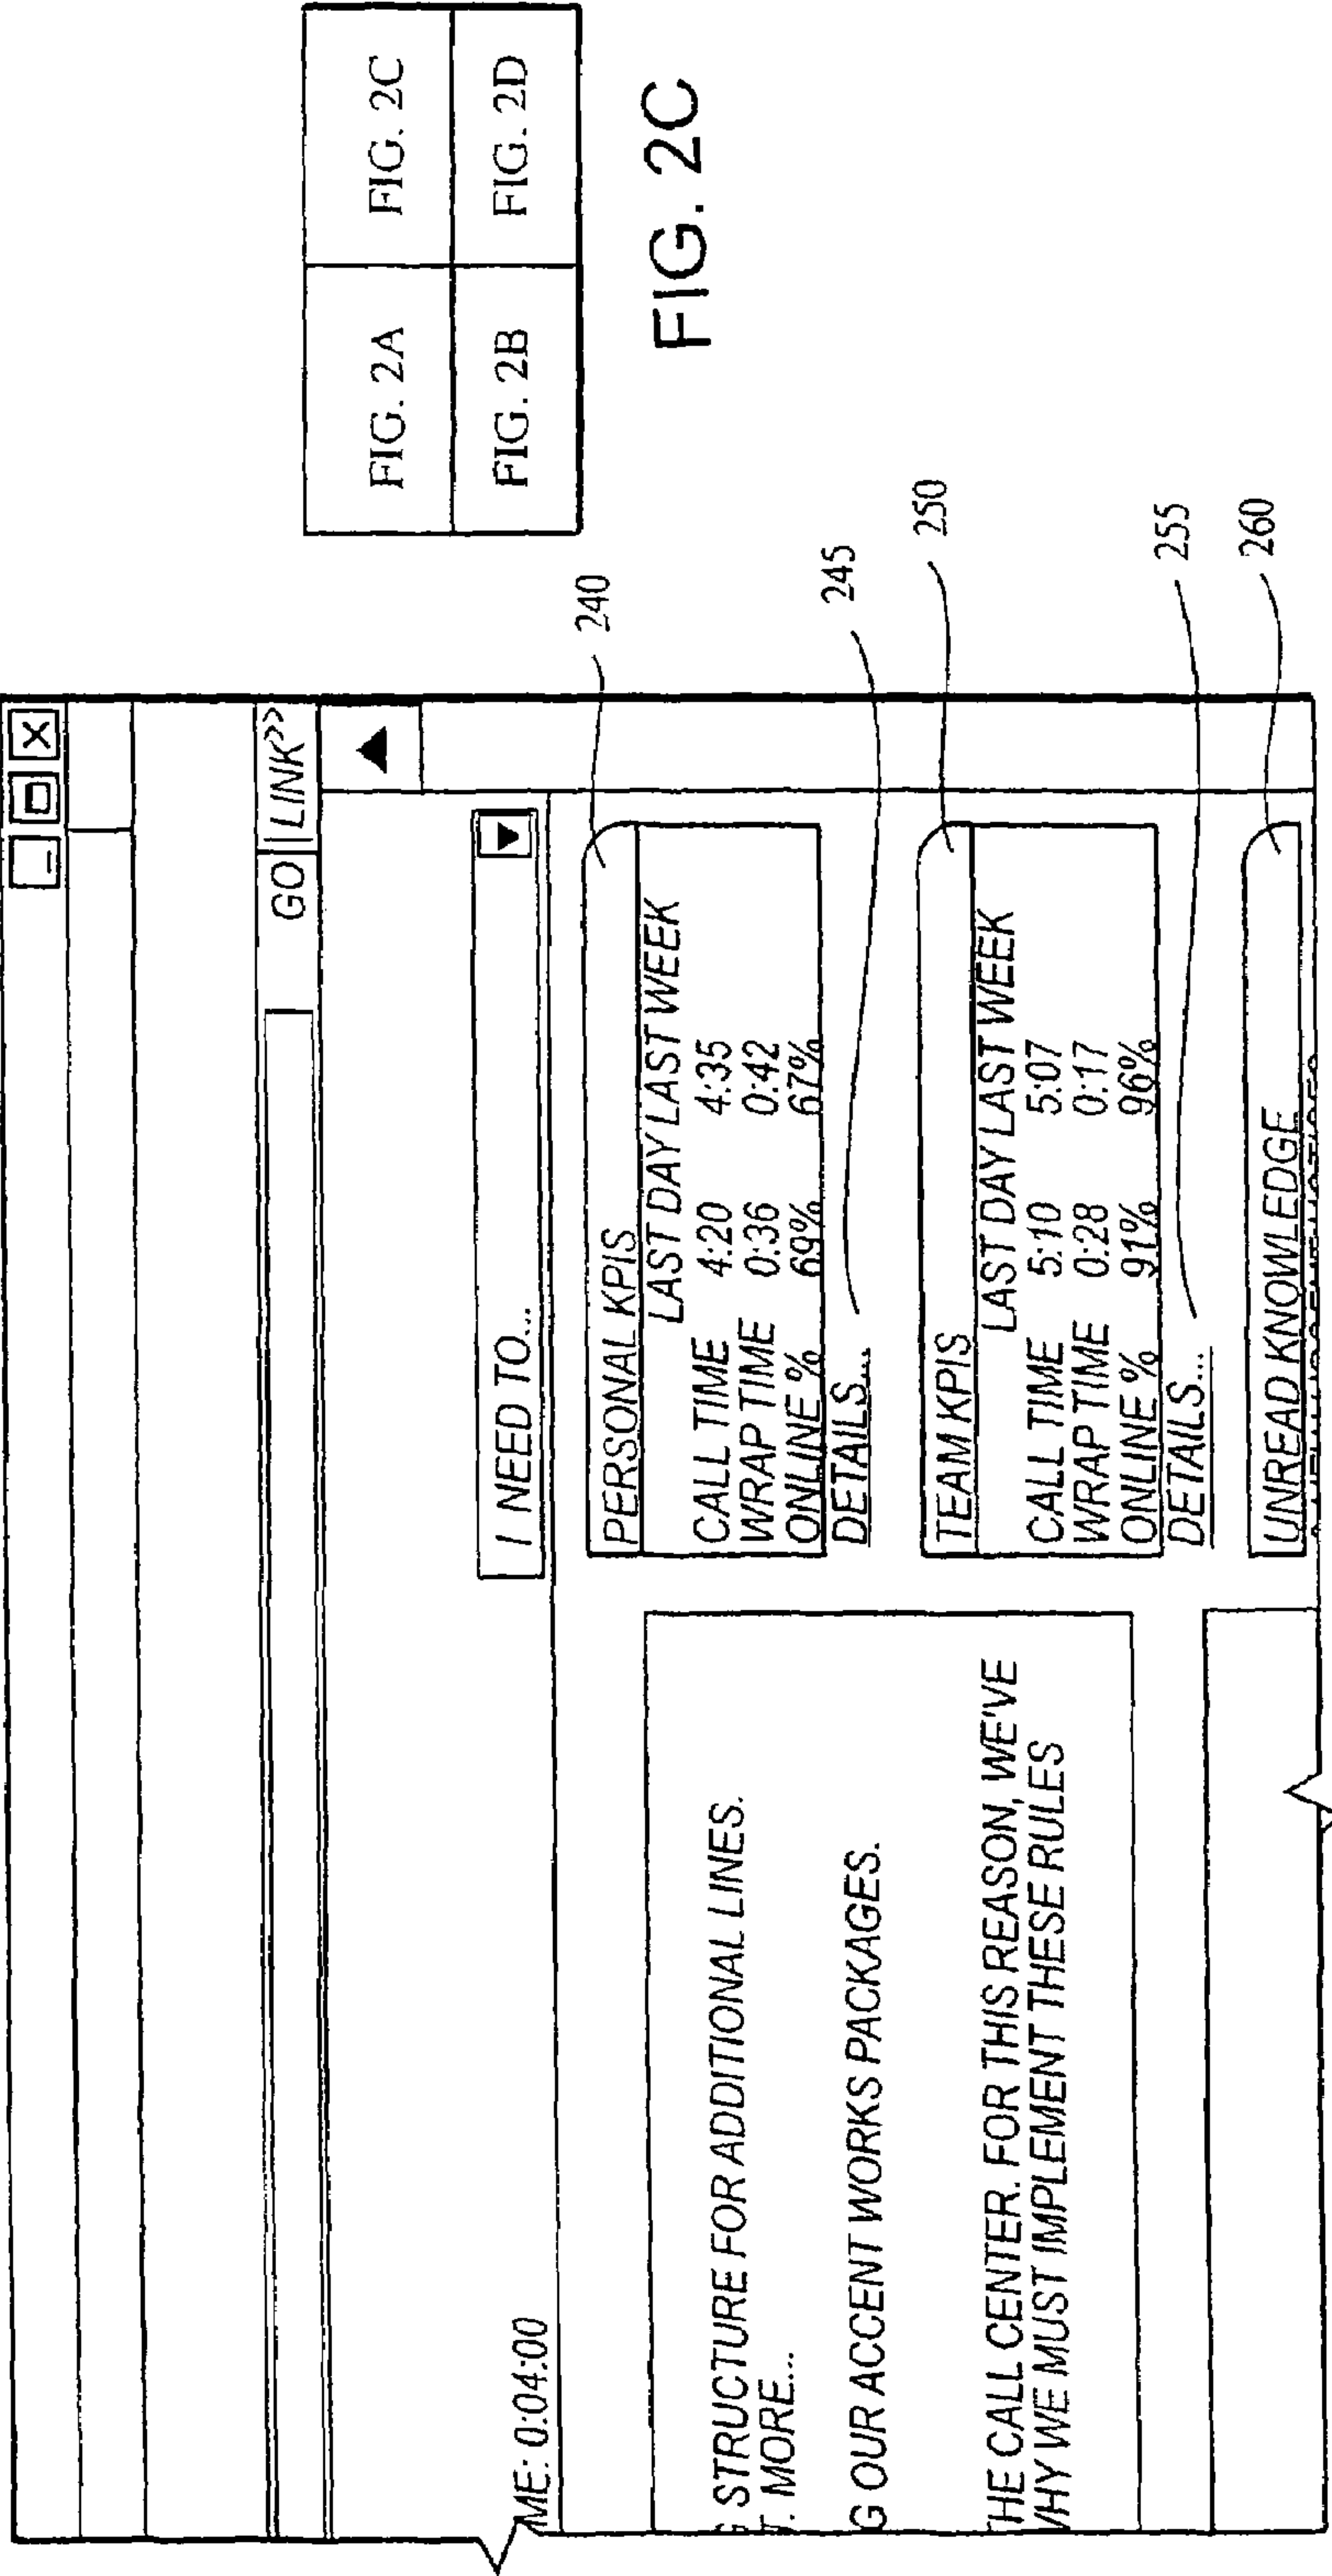 GO LINK>>
ME: 0:04:00
I NEED TO...
STRUCTURE FOR ADDITIONAL LINES.
MORE...
OUR ACCENT WORKS PACKAGES.
THE CALL CENTER. FOR THIS REASON, WE'VE
WHY WE MUST IMPLEMENT THESE RULES
PERSONAL KPIS
LAST DAY LAST WEEK
CALL TIME 4:20 4:35
WRAP TIME 0:36 0:42
ONLINE % 69% 67%
DETAILS...
TEAM KPIS
LAST DAY LAST WEEK
CALL TIME 5:10 5:07
WRAP TIME 0:28 0:17
ONLINE % 91% 96%
DETAILS...
UNREAD KNOWLEDGE
240
245
250
255
260
FIG. 2A FIG. 2C
FIG. 2B FIG. 2D
FIG. 2C